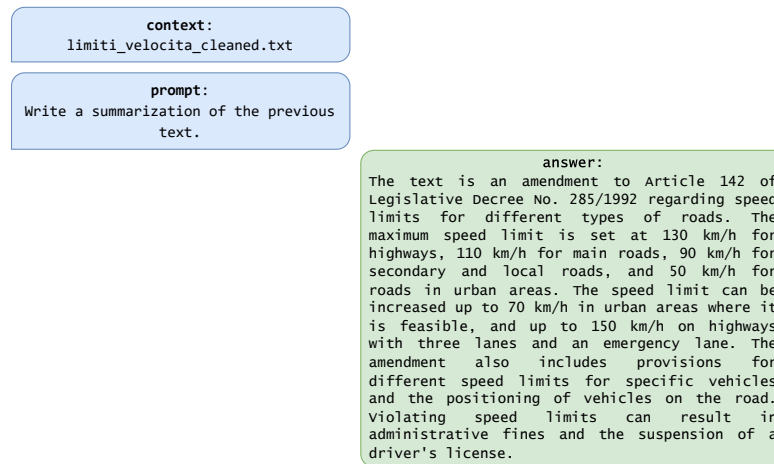 context:
limiti_velocita_cleaned.txt
prompt:
Write a summarization of the previous
text.
answer:
The text is an amendment to Article 142 of
Legislative Decree No. 285/1992 regarding speed
limits for different types of roads. The
maximum speed limit is set at 130 km/h for
highways, 110 km/h for main roads, 90 km/h for
secondary and local roads, and 50 km/h for
roads in urban areas. The speed limit can be
increased up to 70 km/h in urban areas where it
is feasible, and up to 150 km/h on highways
with three lanes and an emergency lane. The
amendment also includes provisions for
different speed limits for specific vehicles
and the positioning of vehicles on the road.
Violating speed limits can result in
administrative fines and the suspension of a
driver's license.